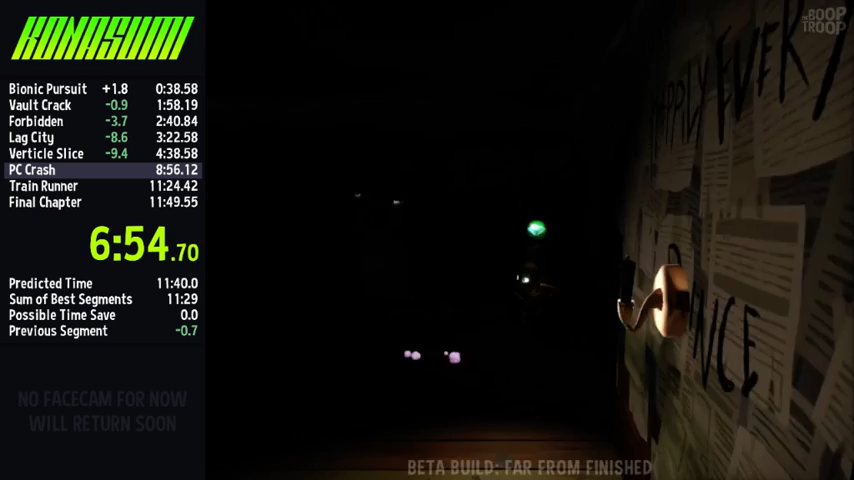 KONASUMI
Bionic Pursuit +1.8 0:38.58
Vault Crack -0.9 1:58.19
Forbidden -3.7 2:40.84
Lag City -8.6 3:22.58
Verticle Slice -9.4 4:38.58
PC Crash 8:56.12
Train Runner 11:24.42
Final Chapter 11:49.55
6:54.70
Predicted Time 11:40.0
Sum of Best Segments 11:29
Possible Time Save 0.0
Previous Segment -0.7
NO FACECAM FOR NOW
WILL RETURN SOON
THE BOOP
TROOP
EVER
BETA BUILD: FAR FROM FINISHED